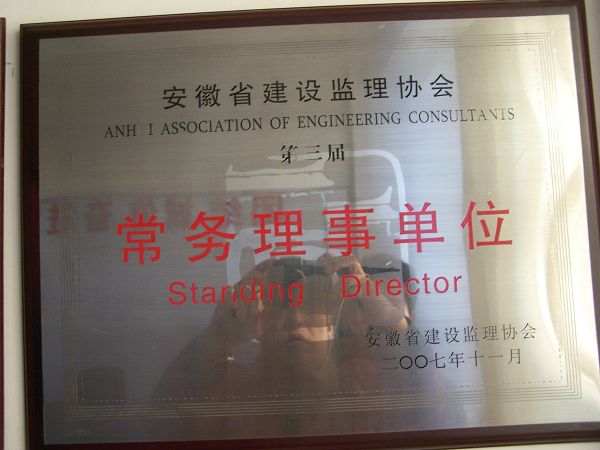 安徽省建设监理协会
ANH I ASSOCIATION OF ENGINEERING CONSULTANTS
第三届
常务理事单位
Standing Director
安徽省建设监理协会
二〇〇七年十一月